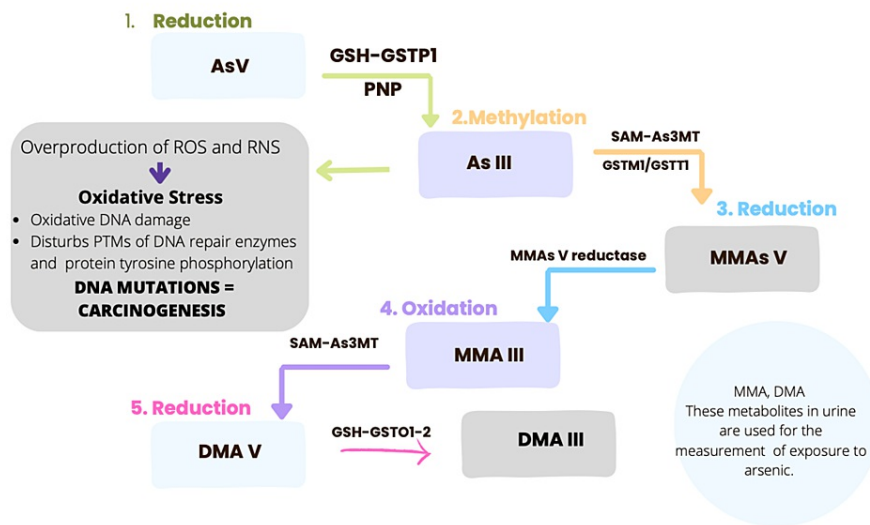 1. Reduction
AsV
GSH-GSTP1
PNP
2.Methylation
As III
SAM-As3MT
GSTM1/GSTT1
Overproduction of ROS and RNS
Oxidative Stress
• Oxidative DNA damage
• Disturbs PTMs of DNA repair enzymes
and protein tyrosine phosphorylation
DNA MUTATIONS =
CARCINOGENESIS
3. Reduction
MMAs V
MMAs V reductase
4. Oxidation
MMA III
SAM-As3MT
5. Reduction
DMA V
GSH-GSTO1-2
DMA III
MMA, DMA
These metabolites in urine
are used for the
measurement of exposure to
arsenic.